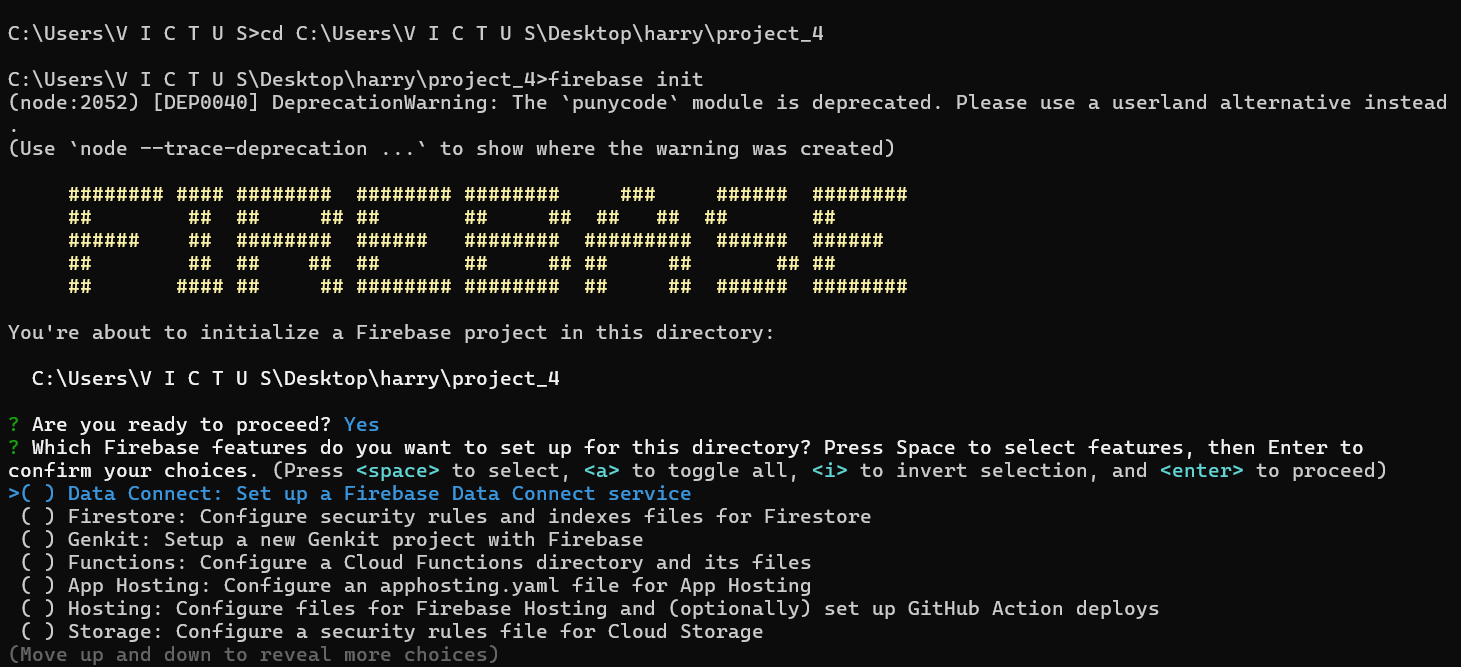 C:\Users\V I C T U S>cd C:\Users\V I C T U S\Desktop\harry\project_4
C:\Users\V I C T U S\Desktop\harry\project_4>firebase init
(node:2052) [DEP0040] DeprecationWarning: The `punycode` module is deprecated. Please use a userland alternative instead
.
(Use `node --trace-deprecation ...` to show where the warning was created)
     ######## #### ########  ######## ########     ###     ######  ########
     ##        ##  ##     ## ##       ##     ##  ##   ##  ##       ##
     ######    ##  ########  ######   ########  #########  ######  ######
     ##        ##  ##    ##  ##       ##     ## ##     ##       ## ##
     ##       #### ##     ## ######## ########  ##     ##  ######  ########
You're about to initialize a Firebase project in this directory:
  C:\Users\V I C T U S\Desktop\harry\project_4
? Are you ready to proceed? Yes
? Which Firebase features do you want to set up for this directory? Press Space to select features, then Enter to
confirm your choices. (Press <space> to select, <a> to toggle all, <i> to invert selection, and <enter> to proceed)
>( ) Data Connect: Set up a Firebase Data Connect service
 ( ) Firestore: Configure security rules and indexes files for Firestore
 ( ) Genkit: Setup a new Genkit project with Firebase
 ( ) Functions: Configure a Cloud Functions directory and its files
 ( ) App Hosting: Configure an apphosting.yaml file for App Hosting
 ( ) Hosting: Configure files for Firebase Hosting and (optionally) set up GitHub Action deploys
 ( ) Storage: Configure a security rules file for Cloud Storage
(Move up and down to reveal more choices)